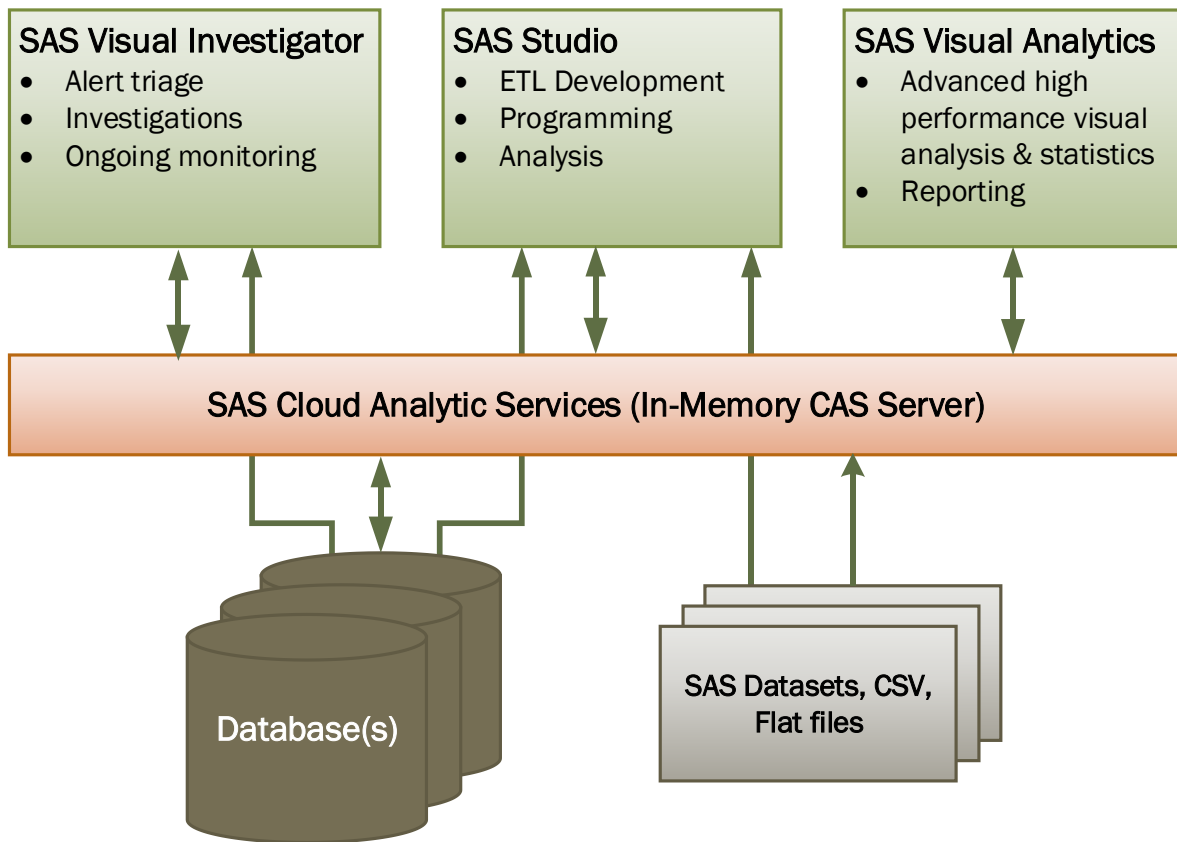 SAS Visual Investigator
• Alert triage
• Investigations
• Ongoing monitoring
SAS Studio
• ETL Development
• Programming
• Analysis
SAS Visual Analytics
• Advanced high
performance visual
analysis & statistics
• Reporting
SAS Cloud Analytic Services (In-Memory CAS Server)
Database(s)
SAS Datasets, CSV,
Flat files